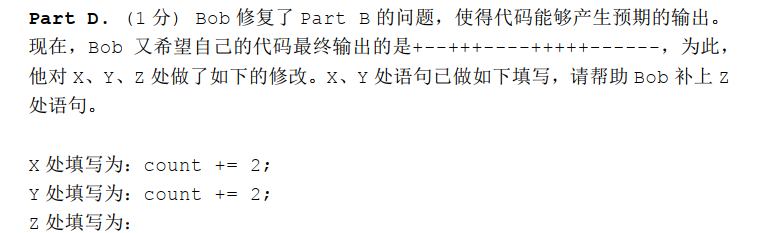 Part D. (1 分) Bob 修复了 Part B 的问题，使得代码能够产生预期的输出。
现在，Bob 又希望自己的代码最终输出的是+--+++----+++++------，为此，
他对 X、Y、Z 处做了如下的修改。X、Y 处语句已做如下填写，请帮助 Bob 补上 Z
处语句。
X 处填写为：count += 2;
Y 处填写为：count += 2;
Z 处填写为：